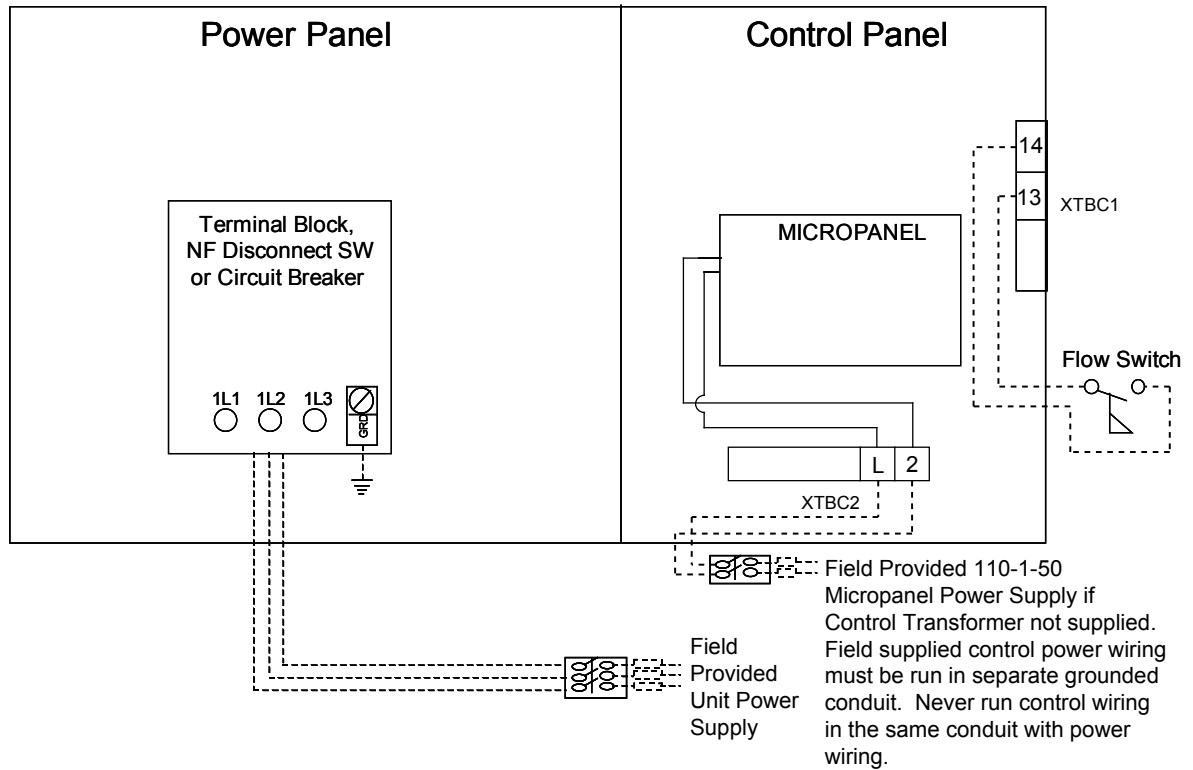 Power Panel
Control Panel
14
13
XTBC1
Terminal Block,
NF Disconnect SW
or Circuit Breaker
MICROPANEL
Flow Switch
1L1 1L2 1L3
GRD
L 2
XTBC2
Field Provided 110-1-50
Micropanel Power Supply if
Control Transformer not supplied.
Field supplied control power wiring
must be run in separate grounded
conduit. Never run control wiring
in the same conduit with power
wiring.
Field
Provided
Unit Power
Supply